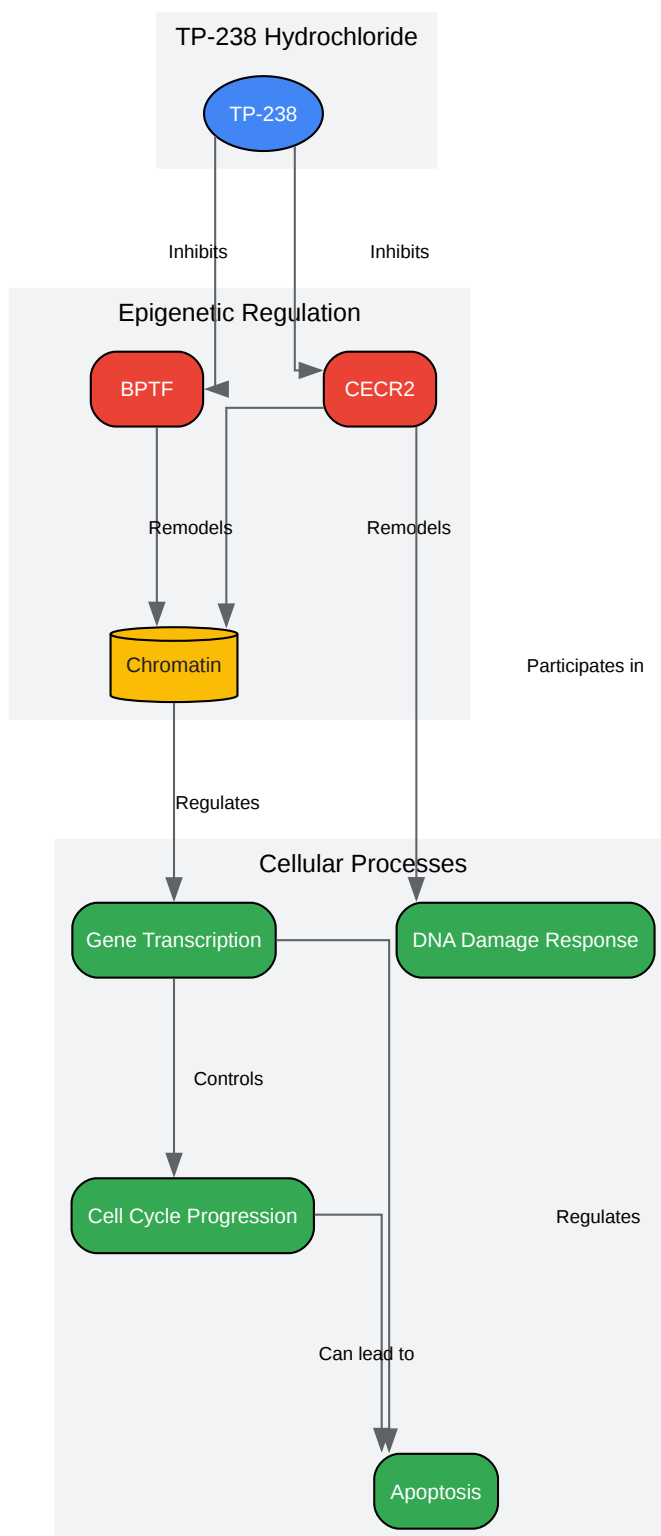 TP-238 Hydrochloride
TP-238
Inhibits
Inhibits
Epigenetic Regulation
BPTF
CECR2
Remodels
Remodels
Chromatin
Participates in
Regulates
Cellular Processes
Gene Transcription
DNA Damage Response
Controls
Cell Cycle Progression
Regulates
Can lead to
Apoptosis